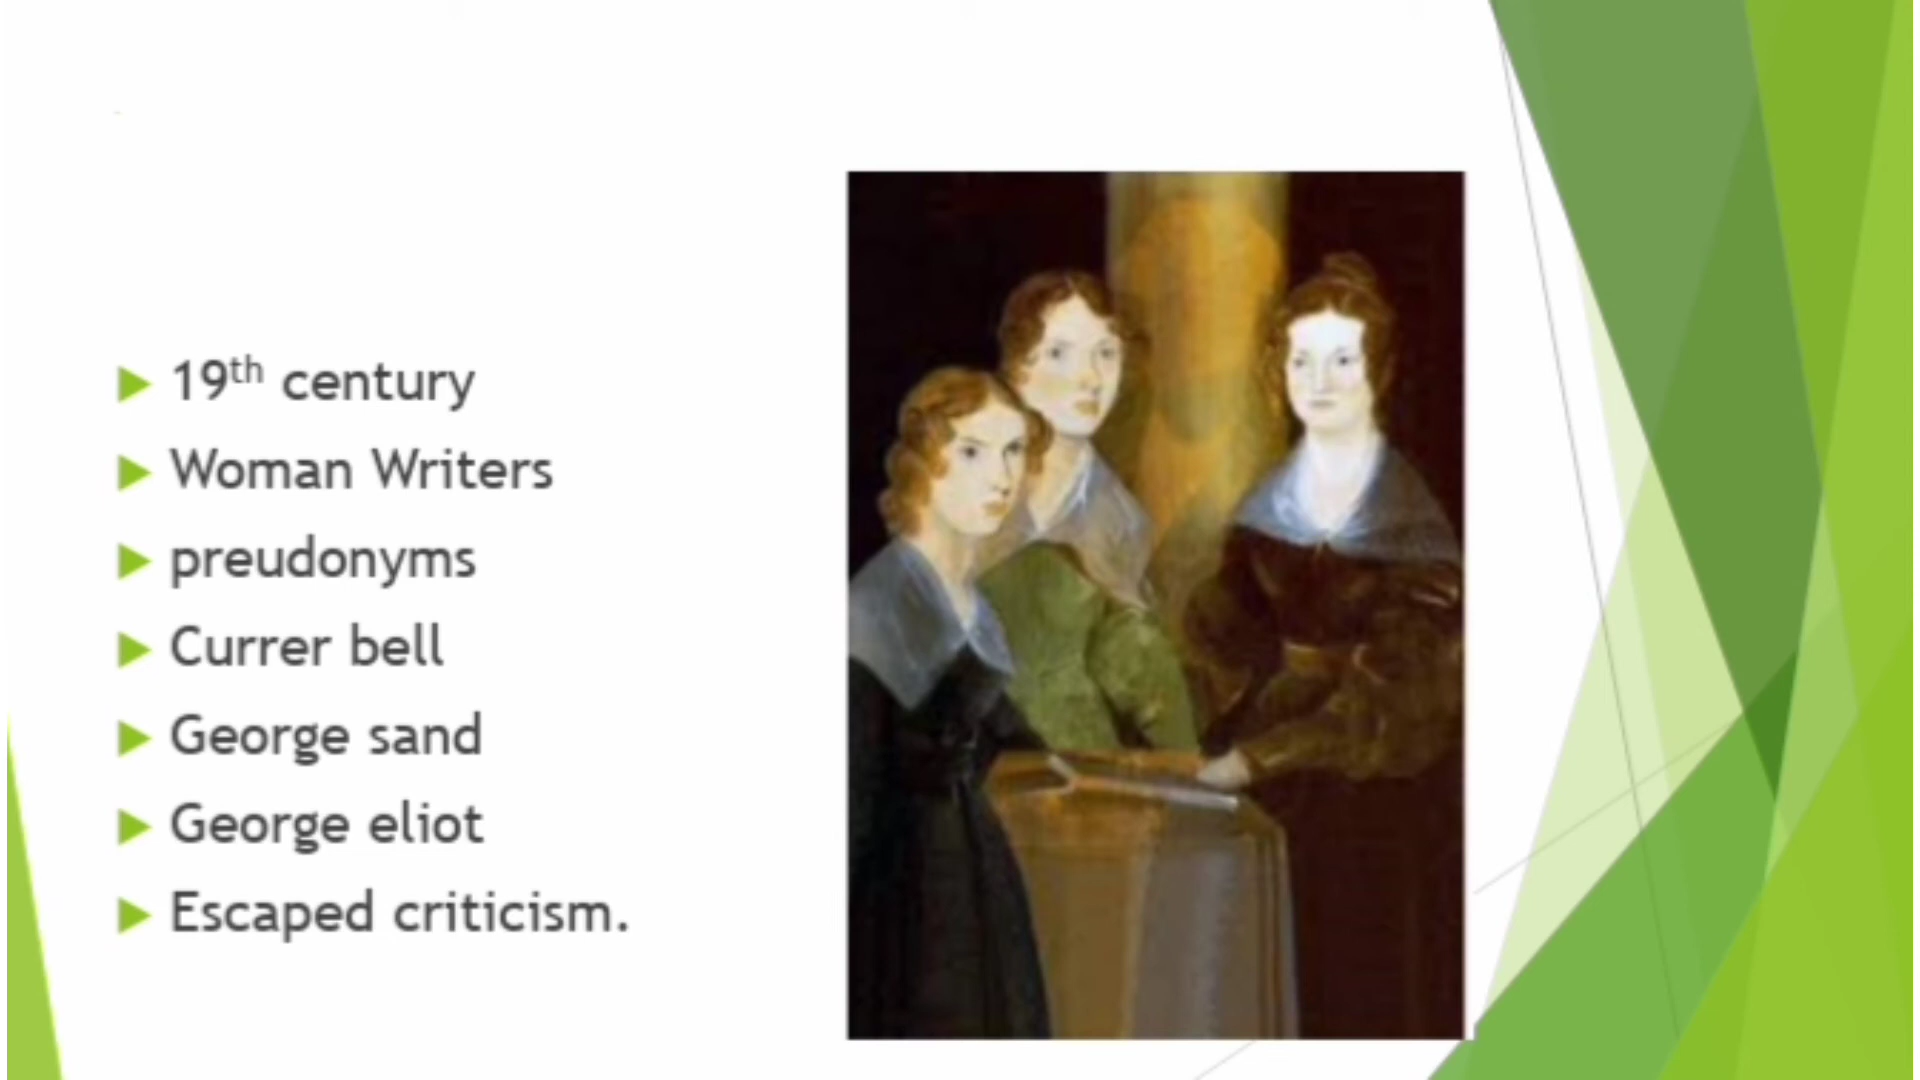 19th century
Woman Writers
preudonyms
Currer bell
George sand
George eliot
Escaped criticism.